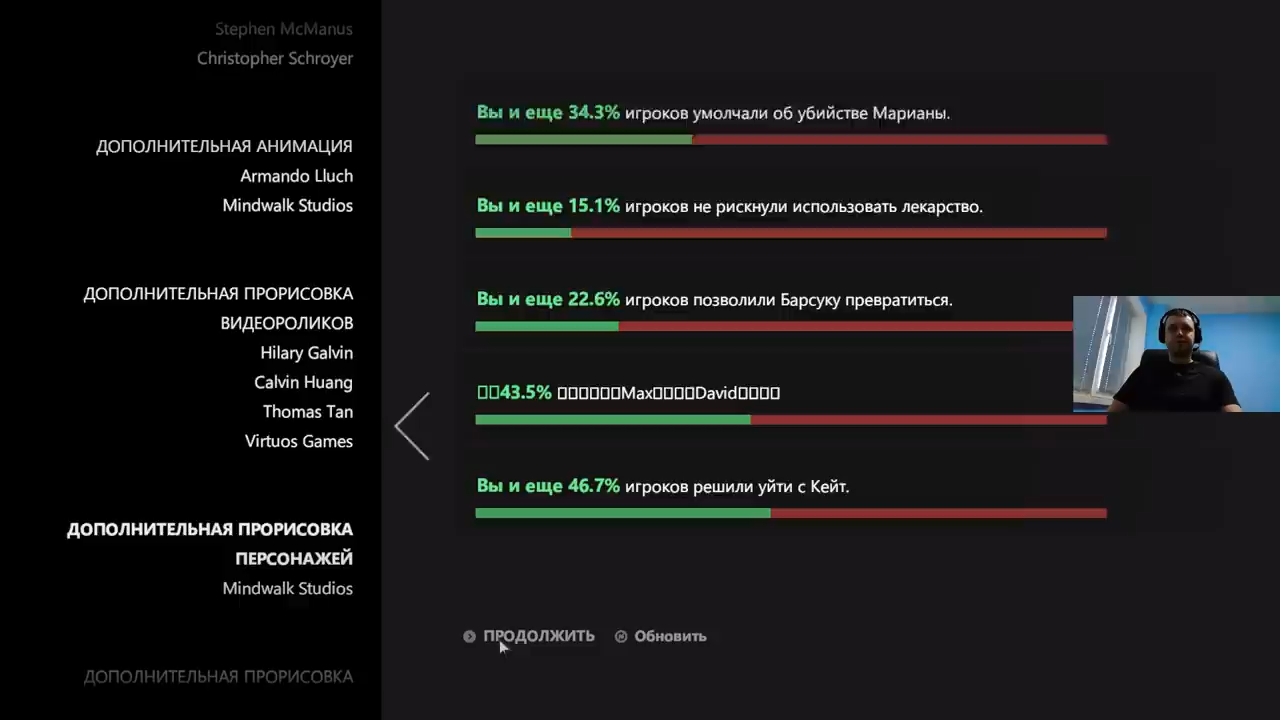 Stephen McManus
Christopher Schroyer
ДОПОЛНИТЕЛЬНАЯ АНИМАЦИЯ
Armando Lluch
Mindwalk Studios
ДОПОЛНИТЕЛЬНАЯ ПРОРИСОВКА
ВИДЕОРОЛИКОВ
Hilary Galvin
Calvin Huang
Thomas Tan
Virtuos Games
ДОПОЛНИТЕЛЬНАЯ ПРОРИСОВКА
ПЕРСОНАЖЕЙ
Mindwalk Studios
ДОПОЛНИТЕЛЬНАЯ ПРОРИСОВКА
Вы и еще 34.3% игроков умолчали об убийстве Марианы.
Вы и еще 15.1% игроков не рискнули использовать лекарство.
Вы и еще 22.6% игроков позволили Барсуку превратиться.
▯▯43.5% ▯▯▯▯▯▯Max▯▯▯▯David▯▯▯▯
Вы и еще 46.7% игроков решили уйти с Кейт.
ПРОДОЛЖИТЬ Обновить